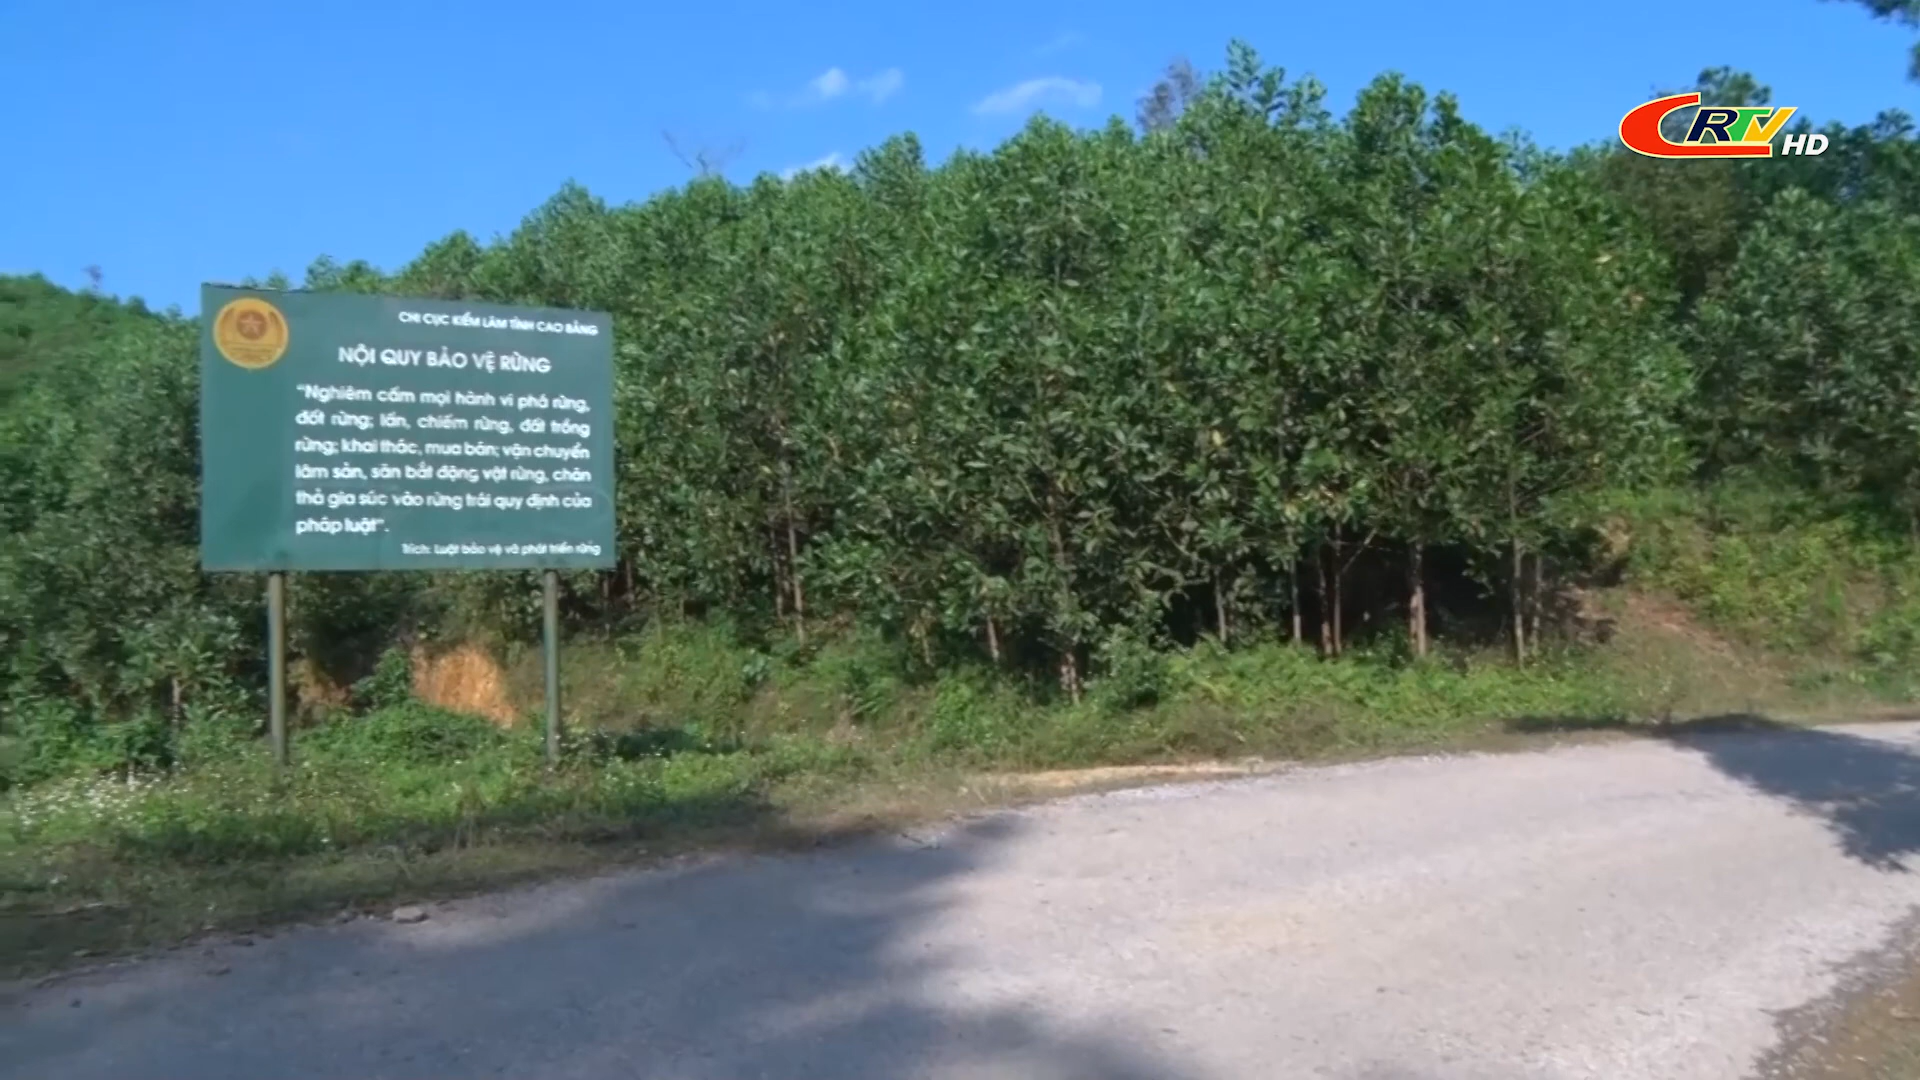 CRTV HD
CHI CỤC KIỂM LÂM TỈNH CAO BẰNG
NỘI QUY BẢO VỆ RỪNG
“Nghiêm cấm mọi hành vi phá rừng,
đốt rừng; lấn, chiếm rừng, đất trồng
rừng; khai thác, mua bán; vận chuyển
lâm sản, săn bắt động vật rừng, chăn
thả gia súc vào rừng trái quy định của
pháp luật”.
Trích: Luật bảo vệ và phát triển rừng